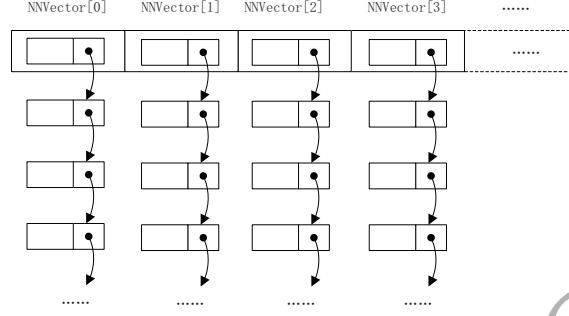 NNVector[0] NNVector[1] NNVector[2] NNVector[3] ……
……
…… …… …… ……